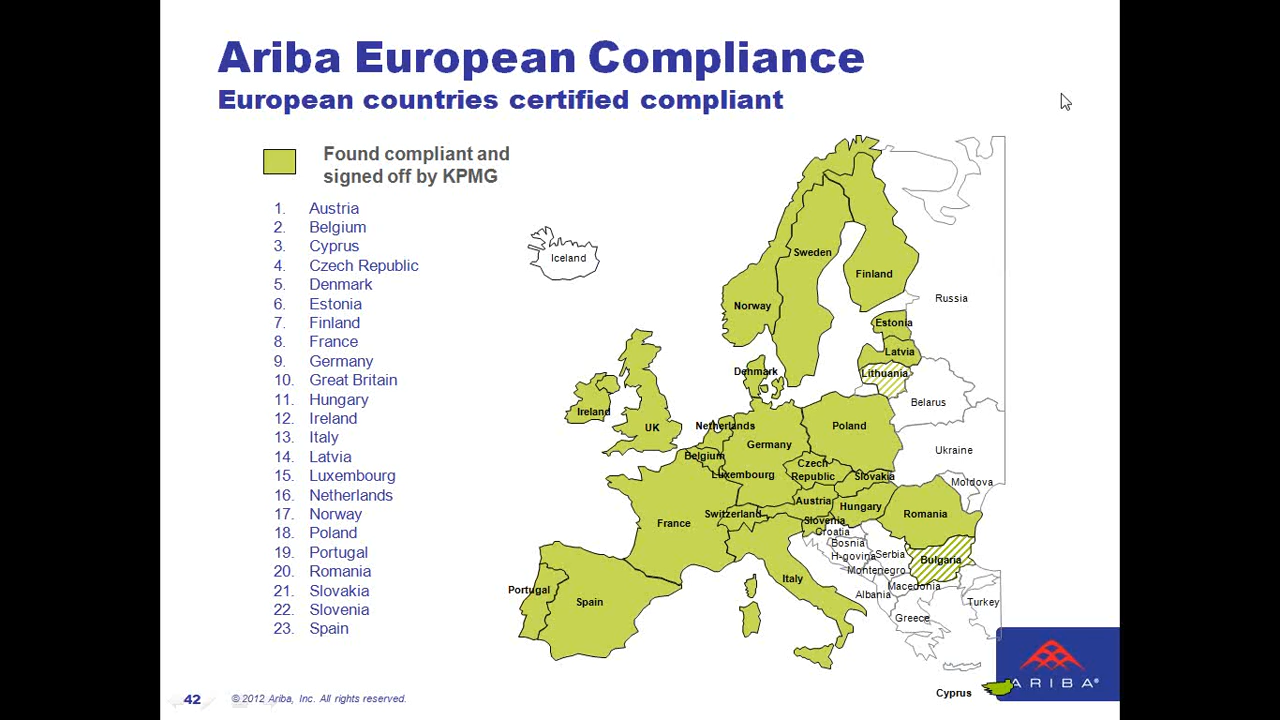 Ariba European Compliance
European countries certified compliant
Found compliant and
signed off by KPMG
1. Austria
2. Belgium
3. Cyprus
4. Czech Republic
5. Denmark
6. Estonia
7. Finland
8. France
9. Germany
10. Great Britain
11. Hungary
12. Ireland
13. Italy
14. Latvia
15. Luxembourg
16. Netherlands
17. Norway
18. Poland
19. Portugal
20. Romania
21. Slovakia
22. Slovenia
23. Spain
Iceland
Sweden
Finland
Norway
Russia
Estonia
Latvia
Denmark
Lithuania
Belarus
Ireland
UK
Netherlands
Poland
Germany
Ukraine
Belgium
Czech
Republic
Luxembourg
Slovakia
Moldova
Austria
Hungary
Switzerland
Romania
France
Slovenia
Croatia
Bosnia
H-govina
Serbia
Bulgaria
Montenegro
Italy
Macedonia
Portugal
Albania
Spain
Turkey
Greece
ARIBA®
Cyprus
42
© 2012 Ariba, Inc. All rights reserved.